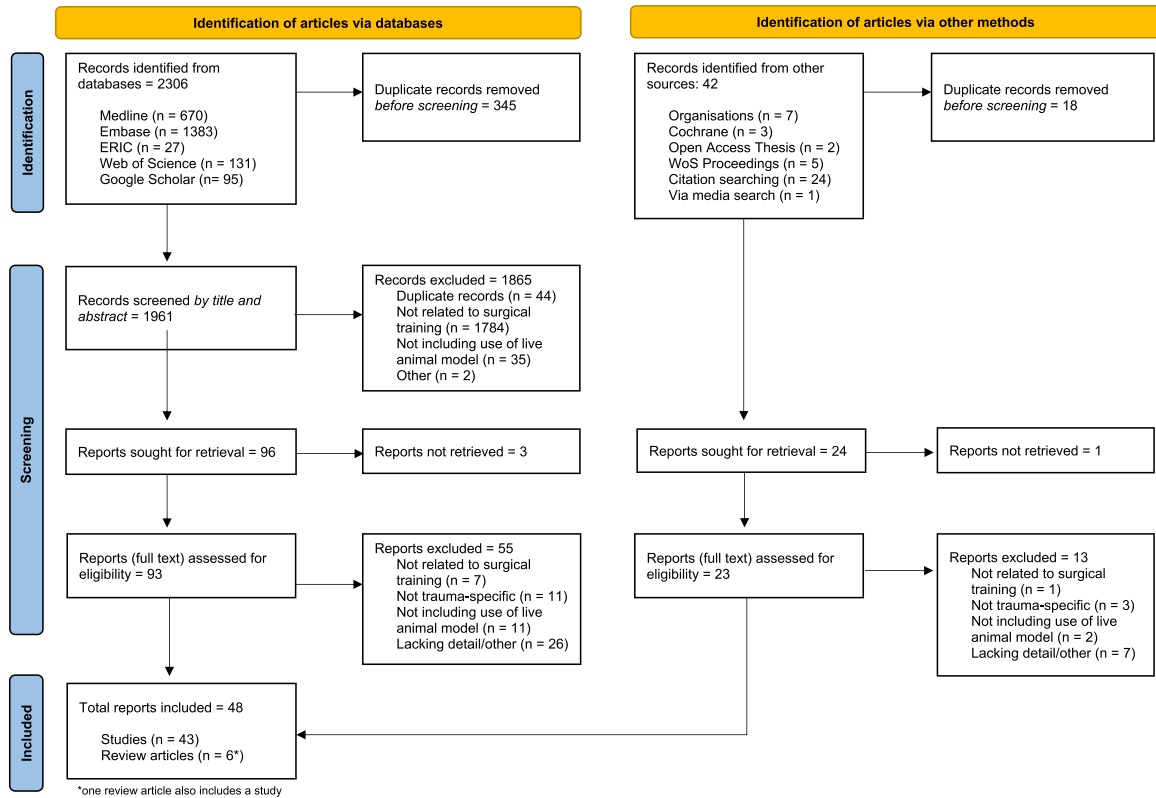 Identification of articles via databases
Identification of articles via other methods
Identification
Records identified from
databases = 2306
Medline (n = 670)
Embase (n = 1383)
ERIC (n = 27)
Web of Science (n = 131)
Google Scholar (n= 95)
Duplicate records removed
before screening = 345
Records identified from other
sources: 42
Organisations (n = 7)
Cochrane (n = 3)
Open Access Thesis (n = 2)
WoS Proceedings (n = 5)
Citation searching (n = 24)
Via media search (n = 1)
Duplicate records removed
before screening = 18
Screening
Records screened by title and
abstract = 1961
Records excluded = 1865
Duplicate records (n = 44)
Not related to surgical
training (n = 1784)
Not including use of live
animal model (n = 35)
Other (n = 2)
Reports sought for retrieval = 96
Reports not retrieved = 3
Reports sought for retrieval = 24
Reports not retrieved = 1
Reports (full text) assessed for
eligibility = 93
Reports excluded = 55
Not related to surgical
training (n = 7)
Not trauma-specific (n = 11)
Not including use of live
animal model (n = 11)
Lacking detail/other (n = 26)
Reports (full text) assessed for
eligibility = 23
Reports excluded = 13
Not related to surgical
training (n = 1)
Not trauma-specific (n = 3)
Not including use of live
animal model (n = 2)
Lacking detail/other (n = 7)
Included
Total reports included = 48
Studies (n = 43)
Review articles (n = 6*)
*one review article also includes a study